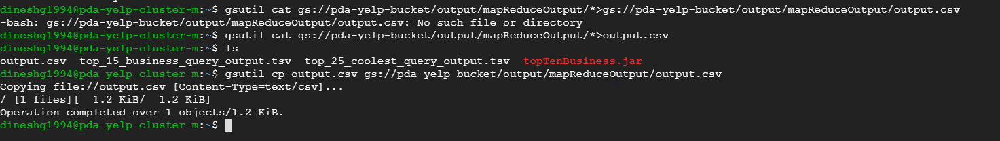 dineshg1994@pda-yelp-cluster-m:~$ gsutil cat gs://pda-yelp-bucket/output/mapReduceOutput/*>gs://pda-yelp-bucket/output/mapReduceOutput/output.csv
-bash: gs://pda-yelp-bucket/output/mapReduceOutput/output.csv: No such file or directory
dineshg1994@pda-yelp-cluster-m:~$ gsutil cat gs://pda-yelp-bucket/output/mapReduceOutput/*>output.csv
dineshg1994@pda-yelp-cluster-m:~$ ls
output.csv  top_15_business_query_output.tsv  top_25_coolest_query_output.tsv  topTenBusiness.jar
dineshg1994@pda-yelp-cluster-m:~$ gsutil cp output.csv gs://pda-yelp-bucket/output/mapReduceOutput/output.csv
Copying file://output.csv [Content-Type=text/csv]...
/ [1 files][  1.2 KiB/  1.2 KiB]
Operation completed over 1 objects/1.2 KiB.
dineshg1994@pda-yelp-cluster-m:~$